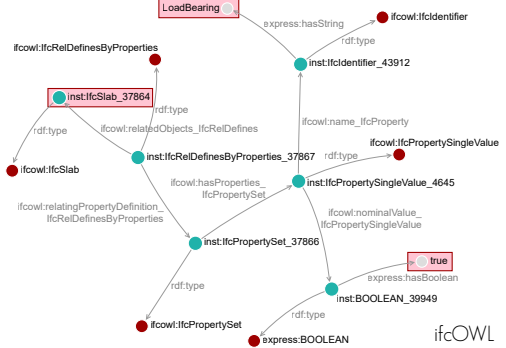 LoadBearing
express:hasString
ifcowl:IfcIdentifier
rdf:type
ifcowl:IfcRelDefinesByProperties
inst:IfcIdentifier_43912
inst:IfcSlab_37864
rdf:type
ifcowl:name_IfcProperty
rdf:type
ifcowl:relatedObjects_IfcRelDefines
ifcowl:IfcPropertySingleValue
rdf:type
inst:IfcRelDefinesByProperties_37867
ifcowl:IfcSlab
ifcowl:hasProperties_
IfcPropertySet
inst:IfcPropertySingleValue_4645
ifcowl:relatingPropertyDefinition_
IfcRelDefinesByProperties
ifcowl:nominalValue_
IfcPropertySingleValue
inst:IfcPropertySet_37866
true
express:hasBoolean
rdf:type
inst:BOOLEAN_39949
rdf:type
ifcowl:IfcPropertySet
express:BOOLEAN
ifcOWL